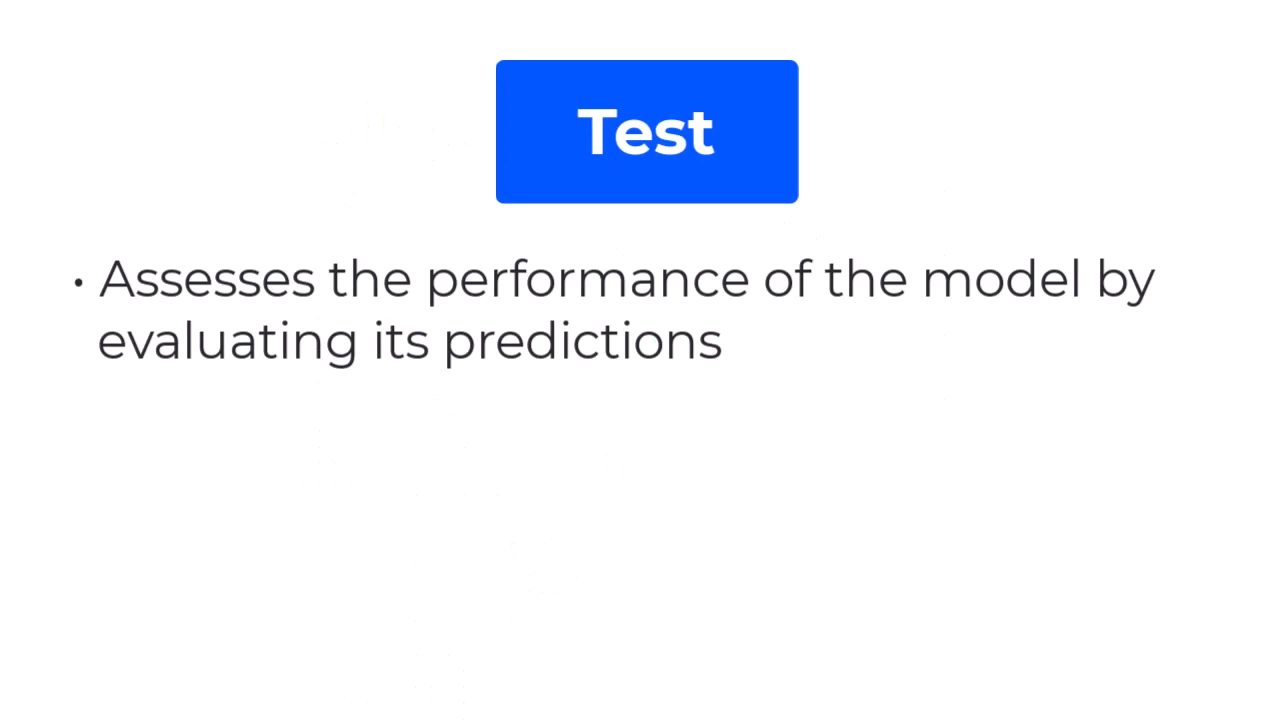 Test
• Assesses the performance of the model by
evaluating its predictions